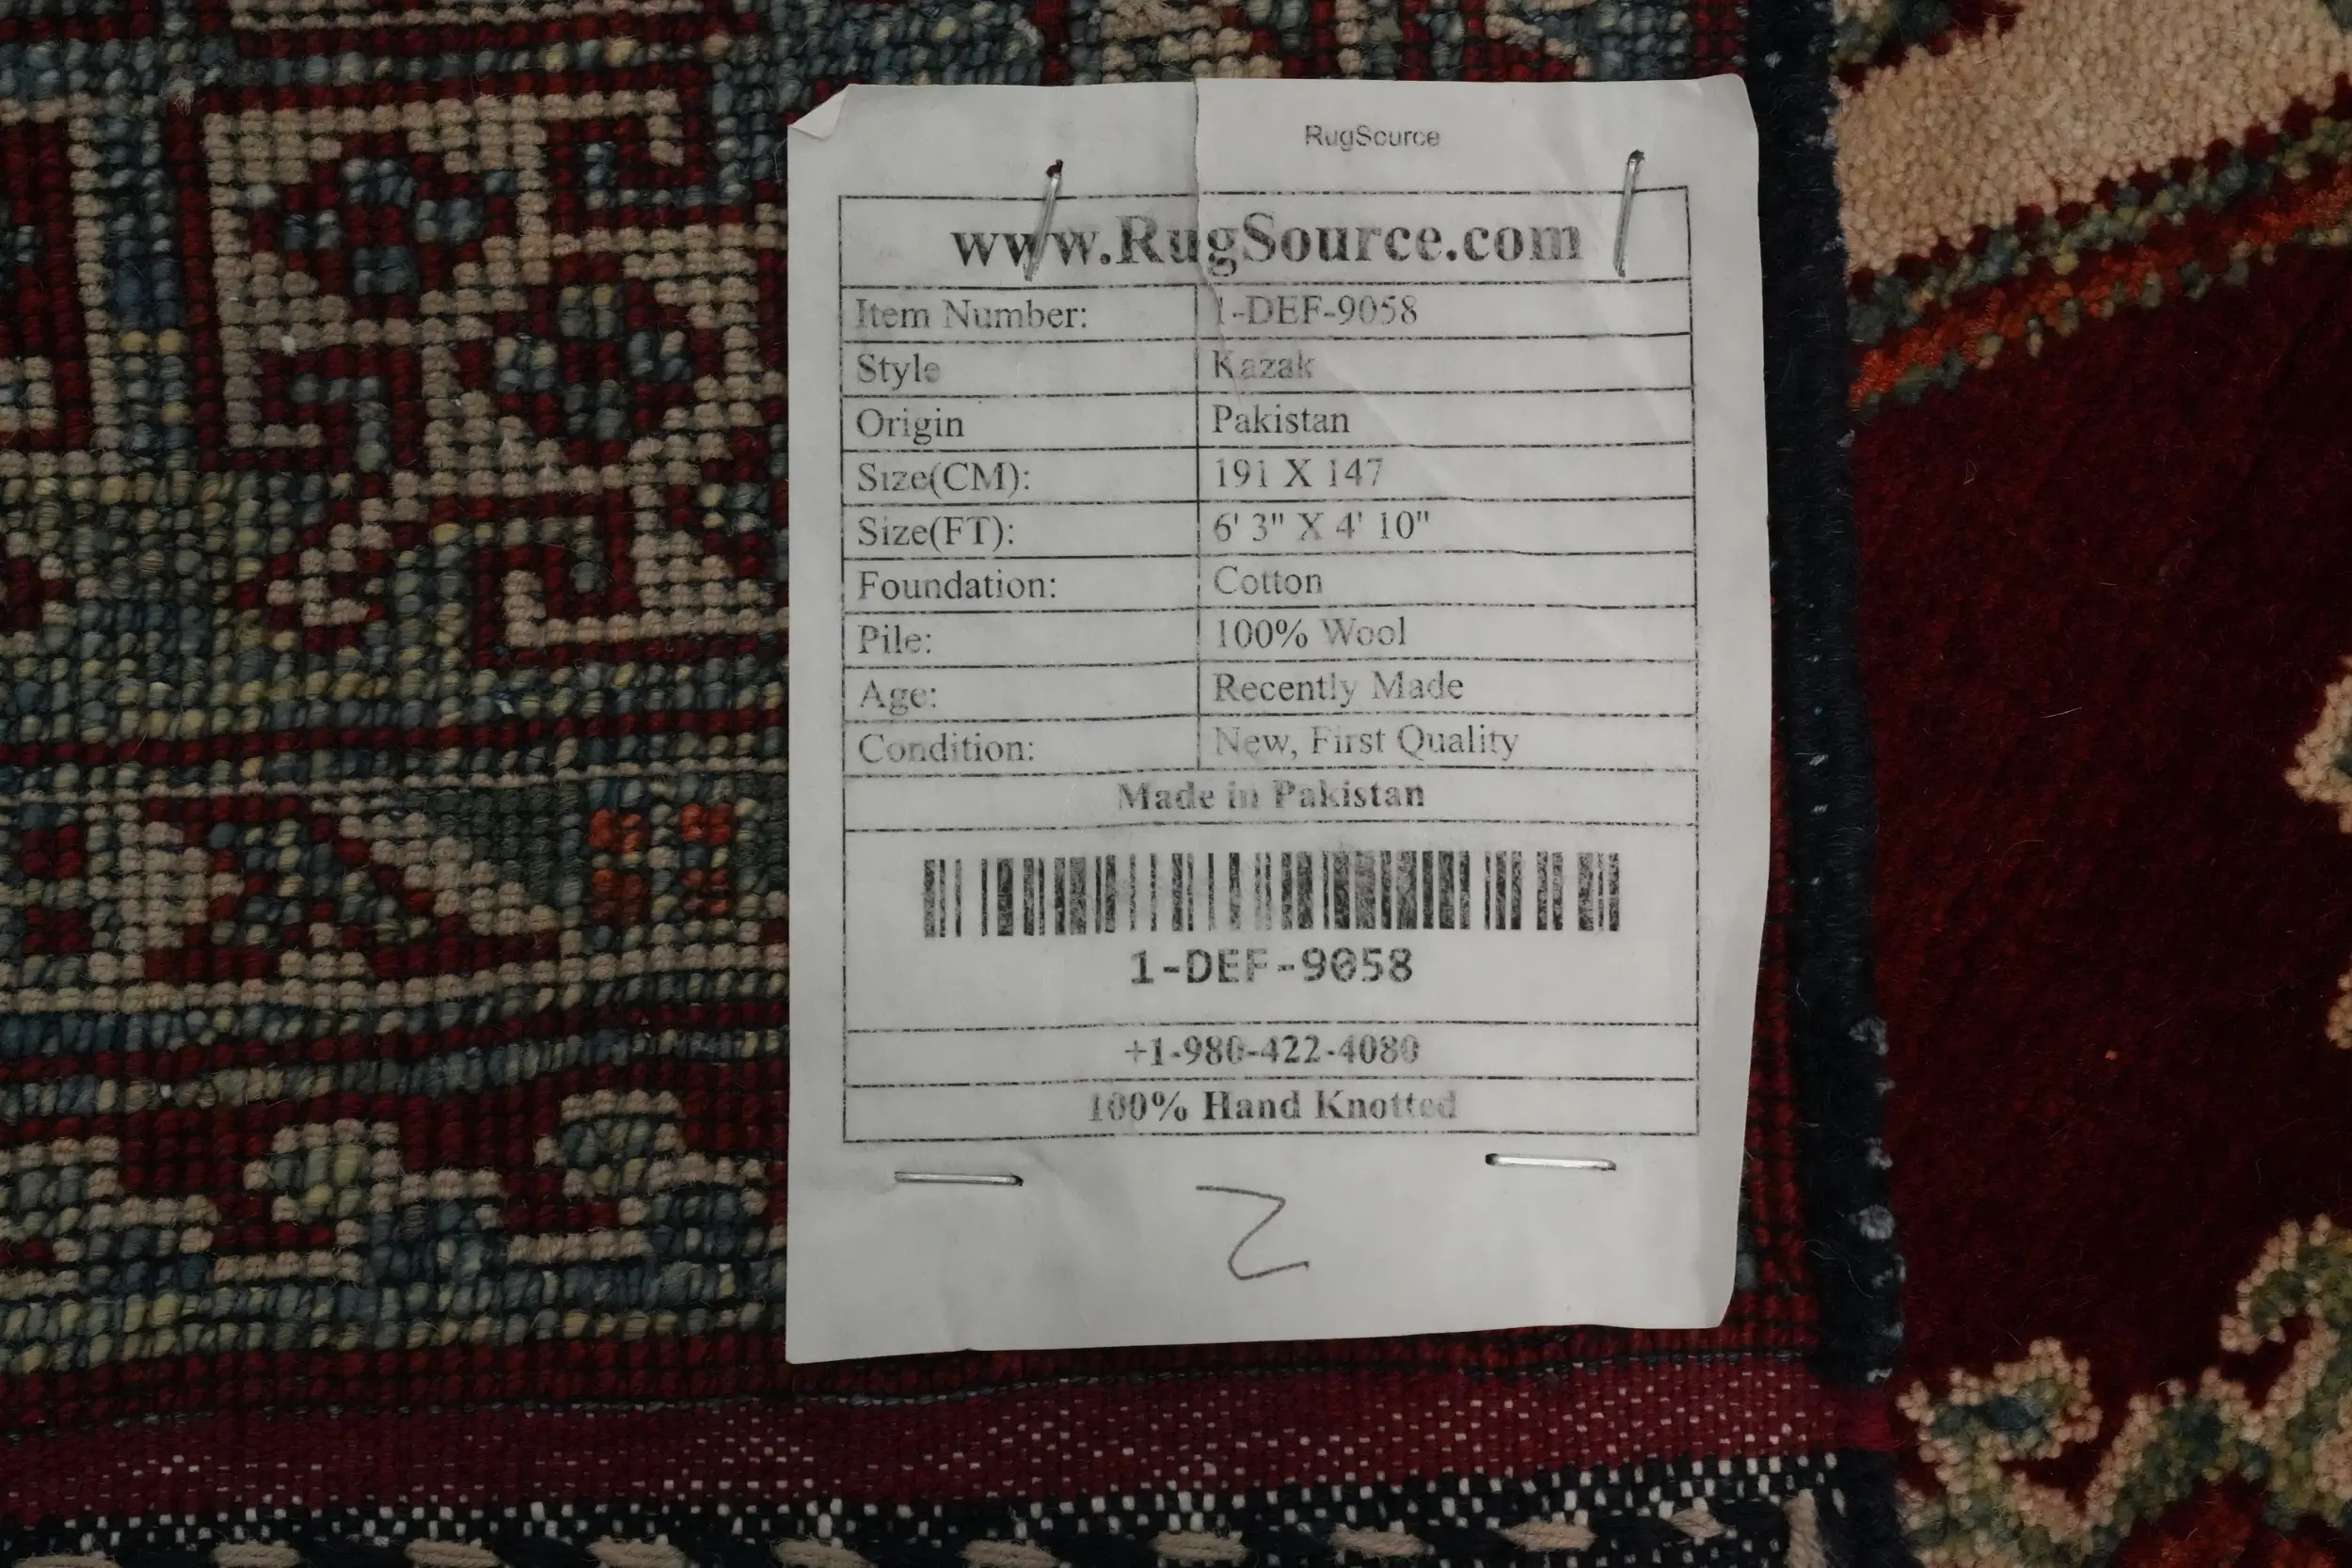 RugSource
www.RugSource.com
Item Number: 1-DEF-9058
Style Kazak
Origin Pakistan
Size(CM): 191 X 147
Size(FT): 6' 3" X 4' 10"
Foundation: Cotton
Pile: 100% Wool
Age: Recently Made
Condition: New, First Quality
Made in Pakistan
1-DEF-9058
+1-980-422-4080
100% Hand Knotted
2